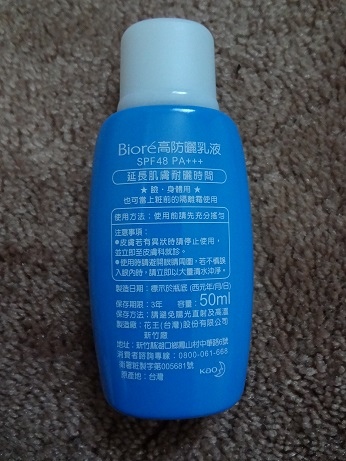 Bioré高防曬乳液
SPF48 PA+++
延長肌膚耐曬時間
★臉、身體用★
也可當上粧前的隔離霜使用
使用方法：使用前請先充分搖勻
注意事項：
●皮膚若有異狀時請停止使用，
並立即至皮膚科就診。
●使用時請避開眼睛周圍，若不慎誤
入眼內時，請立即以大量清水沖淨。
製造日期：標示於瓶底 (西元年/月/日)
保存期限：3年 容量：50ml
保存方法：請避免陽光直射及高溫
製造廠：花王(台灣)股份有限公司
新竹廠
地址：新竹縣湖口鄉鳳山村中華路6號
消費者諮詢專線：0800-061-668
衛署粧製字第005681號
原產地：台灣
Kao